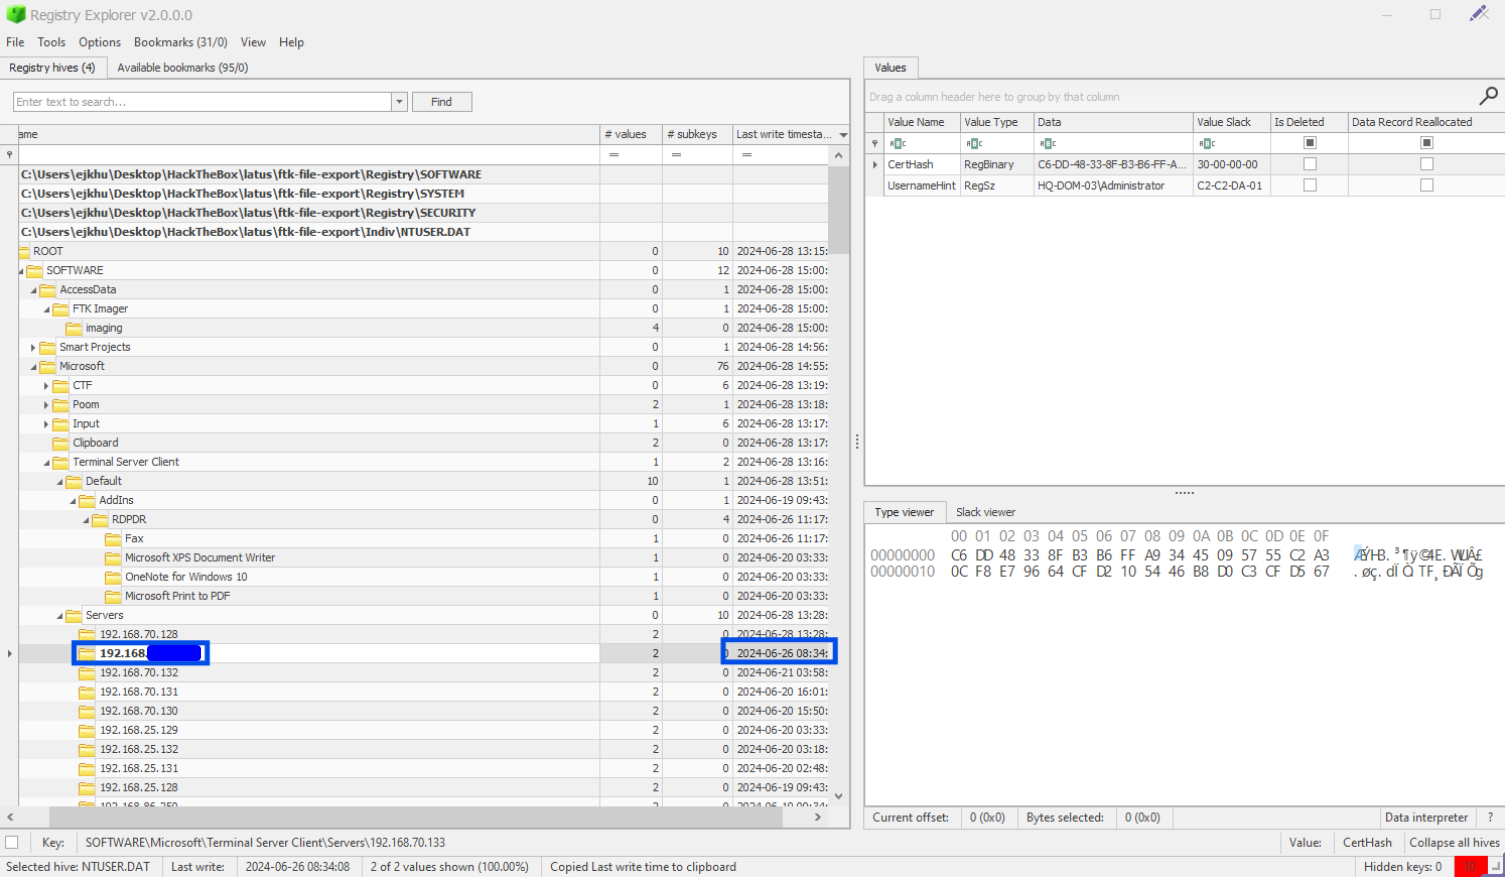 Registry Explorer v2.0.0.0
File Tools Options Bookmarks (31/0) View Help
Registry hives (4) Available bookmarks (95/0)
Enter text to search... Find
ame # values # subkeys Last write timesta...
= = =
C:\Users\ejkhu\Desktop\HackTheBox\latus\ftk-file-export\Registry\SOFTWARE
C:\Users\ejkhu\Desktop\HackTheBox\latus\ftk-file-export\Registry\SYSTEM
C:\Users\ejkhu\Desktop\HackTheBox\latus\ftk-file-export\Registry\SECURITY
C:\Users\ejkhu\Desktop\HackTheBox\latus\ftk-file-export\Indiv\NTUSER.DAT
ROOT 0 10 2024-06-28 13:15:
SOFTWARE 0 12 2024-06-28 15:00:
AccessData 0 1 2024-06-28 15:00:
FTK Imager 0 1 2024-06-28 15:00:
imaging 4 0 2024-06-28 15:00:
Smart Projects 0 1 2024-06-28 14:56:
Microsoft 0 76 2024-06-28 14:55:
CTF 0 6 2024-06-28 13:19:
Poom 2 1 2024-06-28 13:18:
Input 1 6 2024-06-28 13:17:
Clipboard 2 0 2024-06-28 13:17:
Terminal Server Client 1 2 2024-06-28 13:16:
Default 10 1 2024-06-28 13:51:
AddIns 0 1 2024-06-19 09:43:
RDPDR 0 4 2024-06-26 11:17:
Fax 1 0 2024-06-26 11:17:
Microsoft XPS Document Writer 1 0 2024-06-20 03:33:
OneNote for Windows 10 1 0 2024-06-20 03:33:
Microsoft Print to PDF 1 0 2024-06-20 03:33:
Servers 0 10 2024-06-28 13:28:
192.168.70.128 2 0 2024-06-28 13:28:
192.168. 2 0 2024-06-26 08:34:
192.168.70.132 2 0 2024-06-21 03:58:
192.168.70.131 2 0 2024-06-20 16:01:
192.168.70.130 2 0 2024-06-20 15:50:
192.168.25.129 2 0 2024-06-20 03:33:
192.168.25.132 2 0 2024-06-20 03:18:
192.168.25.131 2 0 2024-06-20 02:48:
192.168.25.128 2 0 2024-06-19 09:43:
Values
Drag a column header here to group by that column
Value Name Value Type Data Value Slack Is Deleted Data Record Reallocated
CertHash RegBinary C6-DD-48-33-8F-B3-B6-FF-A... 30-00-00-00
UsernameHint RegSz HQ-DOM-03\Administrator C2-C2-DA-01
Type viewer Slack viewer
00 01 02 03 04 05 06 07 08 09 0A 0B 0C 0D 0E 0F
00000000 C6 DD 48 33 8F B3 B6 FF A9 34 45 09 57 55 C2 A3
00000010 0C F8 E7 96 64 CF D2 10 54 46 B8 D0 C3 CF D5 67
Current offset: 0 (0x0) Bytes selected: 0 (0x0) Data interpreter ?
Key: SOFTWARE\Microsoft\Terminal Server Client\Servers\192.168.70.133 Value: CertHash Collapse all hives
Selected hive: NTUSER.DAT Last write: 2024-06-26 08:34:08 2 of 2 values shown (100.00%) Copied Last write time to clipboard Hidden keys: 0 10